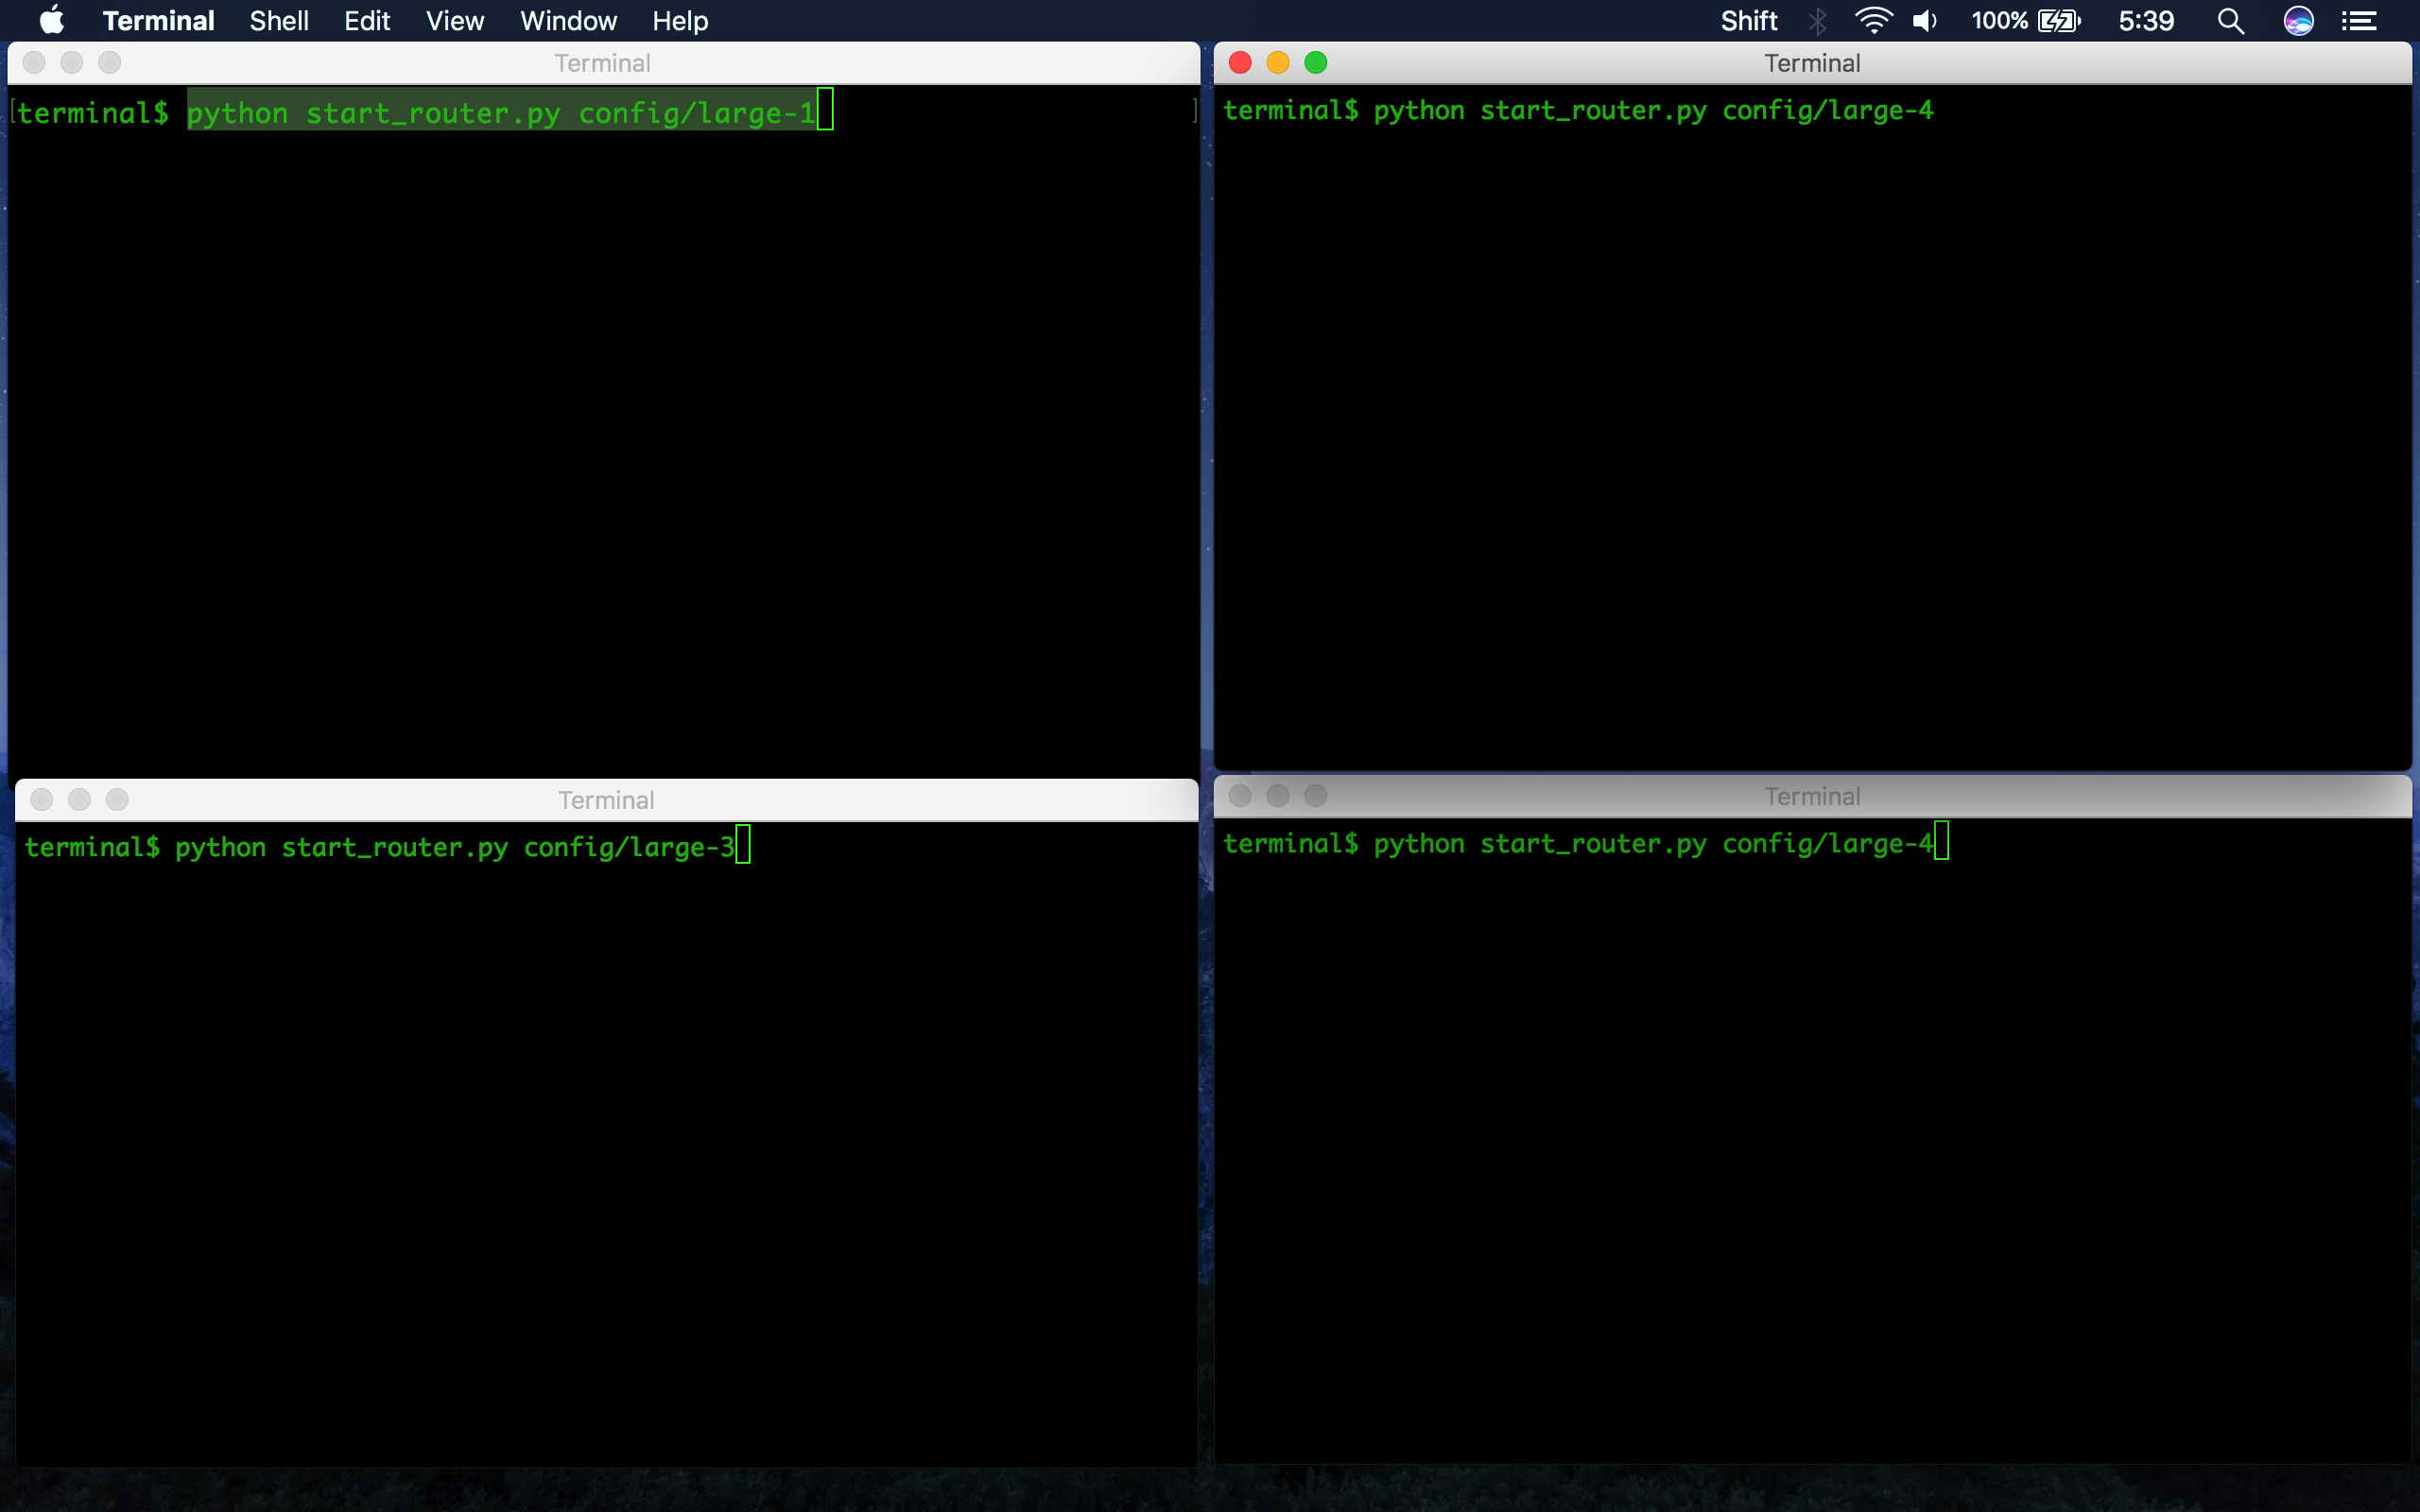 Terminal Shell Edit View Window Help Shift 100% 5:39
Terminal
[terminal$ python start_router.py config/large-1 ]
Terminal
terminal$ python start_router.py config/large-4
Terminal
terminal$ python start_router.py config/large-3
Terminal
terminal$ python start_router.py config/large-4